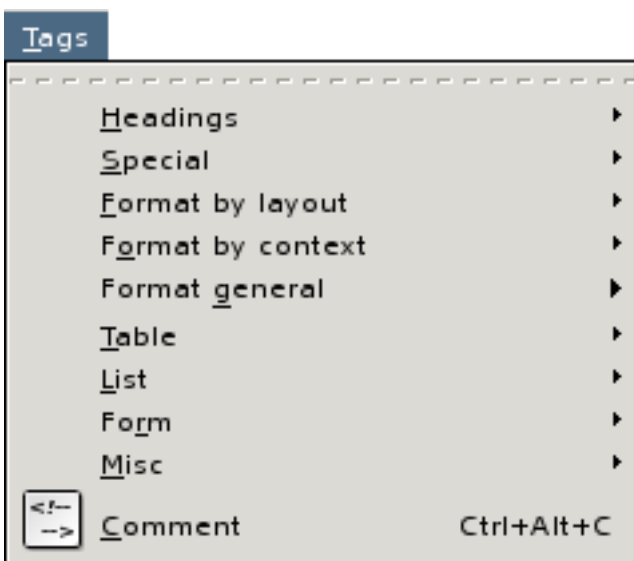 Tags
Headings
Special
Format by layout
Format by context
Format general
Table
List
Form
Misc
<!--
-->
Comment Ctrl+Alt+C